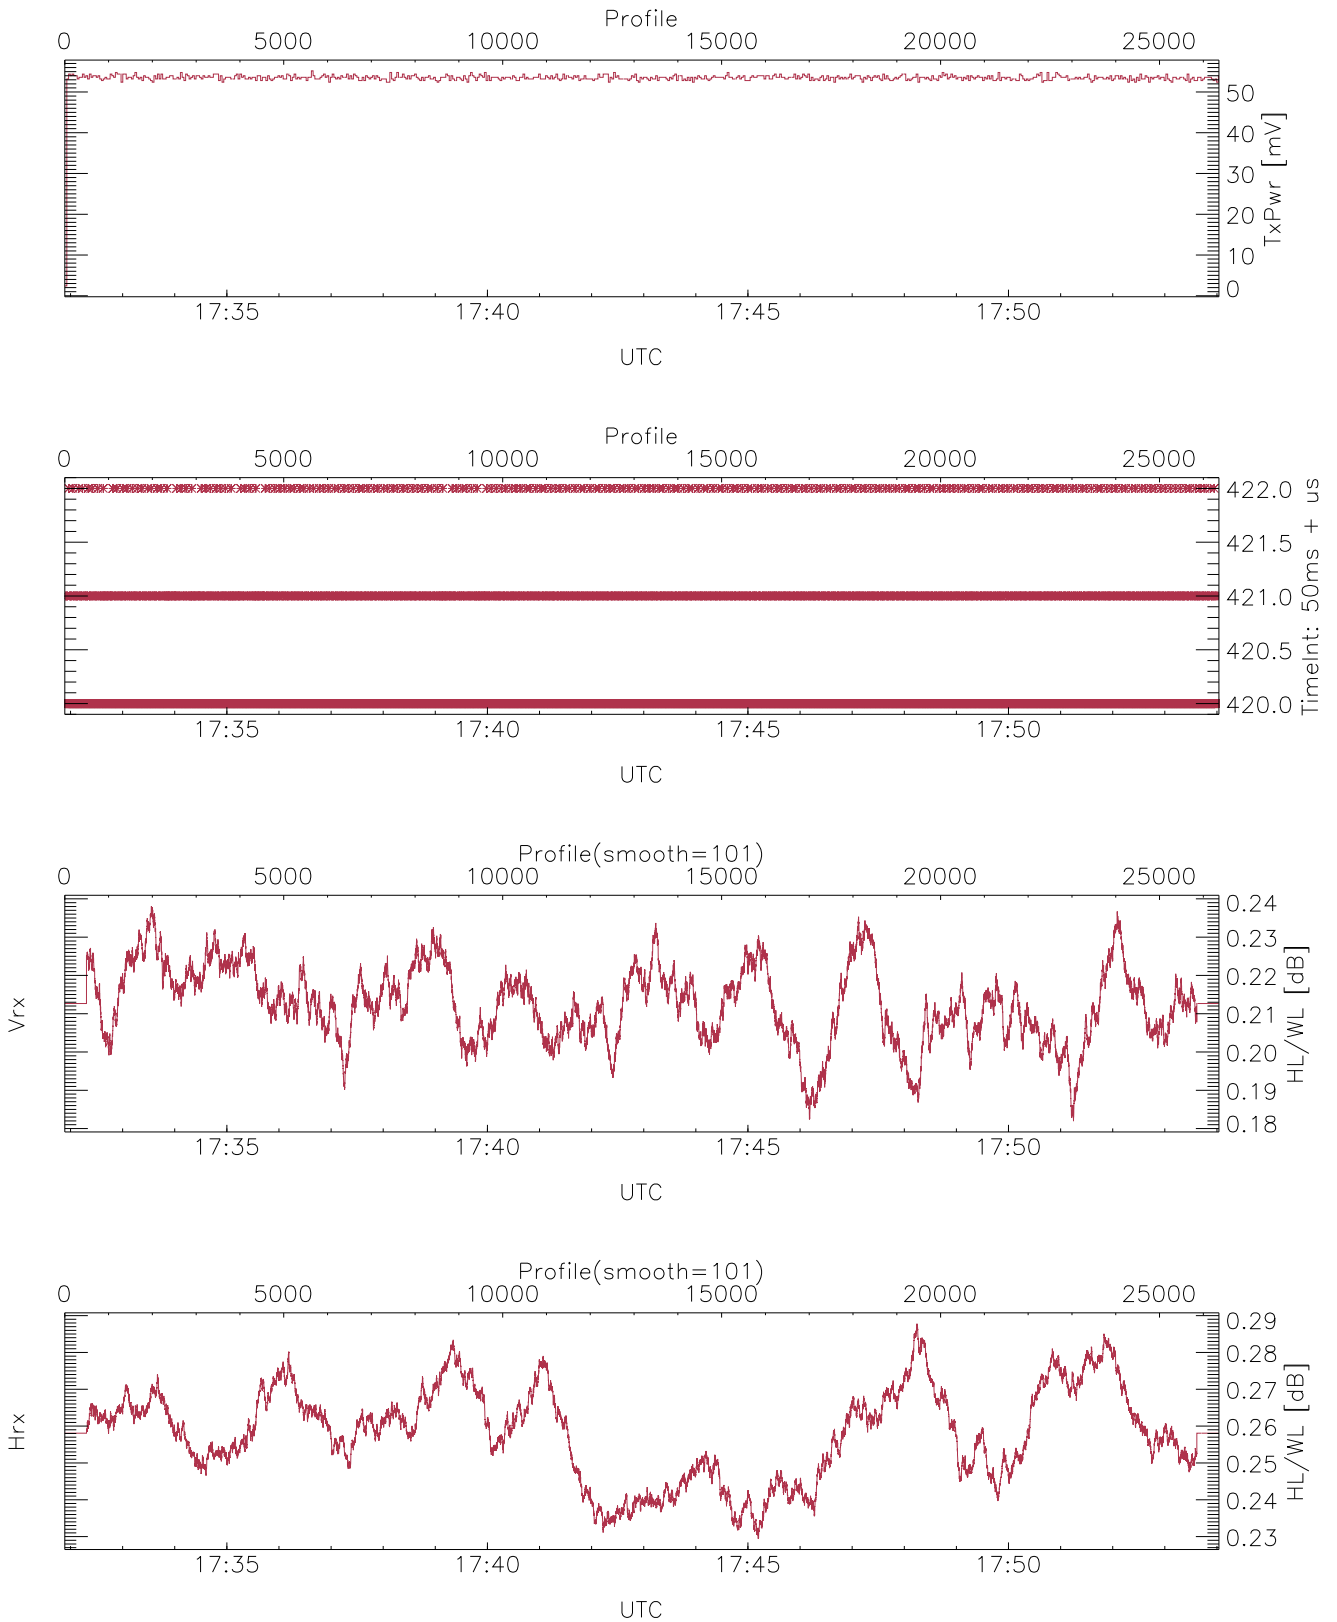 Profile
0 5000 10000 15000 20000 25000
50
40
30
20
10
0
TxPwr [mV]
17:35 17:40 17:45 17:50
UTC
Profile
0 5000 10000 15000 20000 25000
422.0
421.5
421.0
420.5
420.0
TimeInt: 50ms + us
17:35 17:40 17:45 17:50
UTC
Profile(smooth=101)
0 5000 10000 15000 20000 25000
Vrx
0.24
0.23
0.22
0.21
0.20
0.19
0.18
HL/WL [dB]
17:35 17:40 17:45 17:50
UTC
Profile(smooth=101)
0 5000 10000 15000 20000 25000
Hrx
0.29
0.28
0.27
0.26
0.25
0.24
0.23
HL/WL [dB]
17:35 17:40 17:45 17:50
UTC